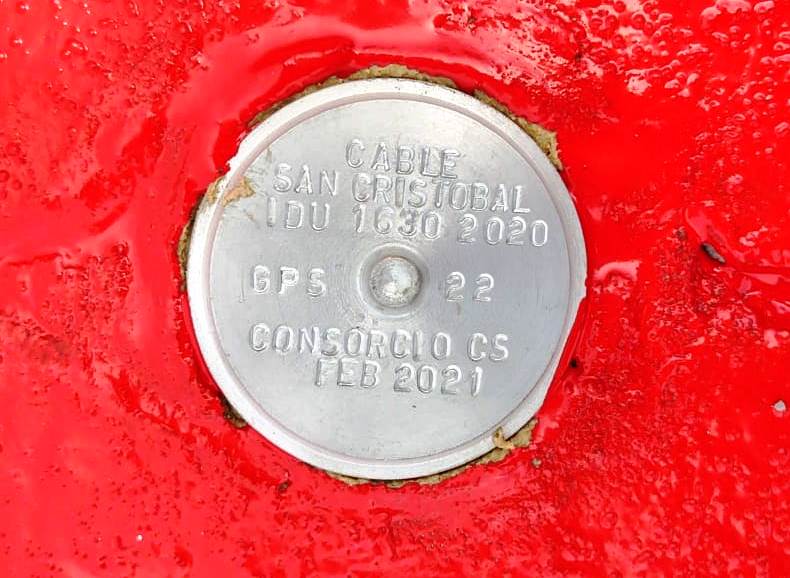 CABLE
SAN CRISTOBAL
IDU 1630 2020
GPS 22
CONSORCIO CS
FEB 2021